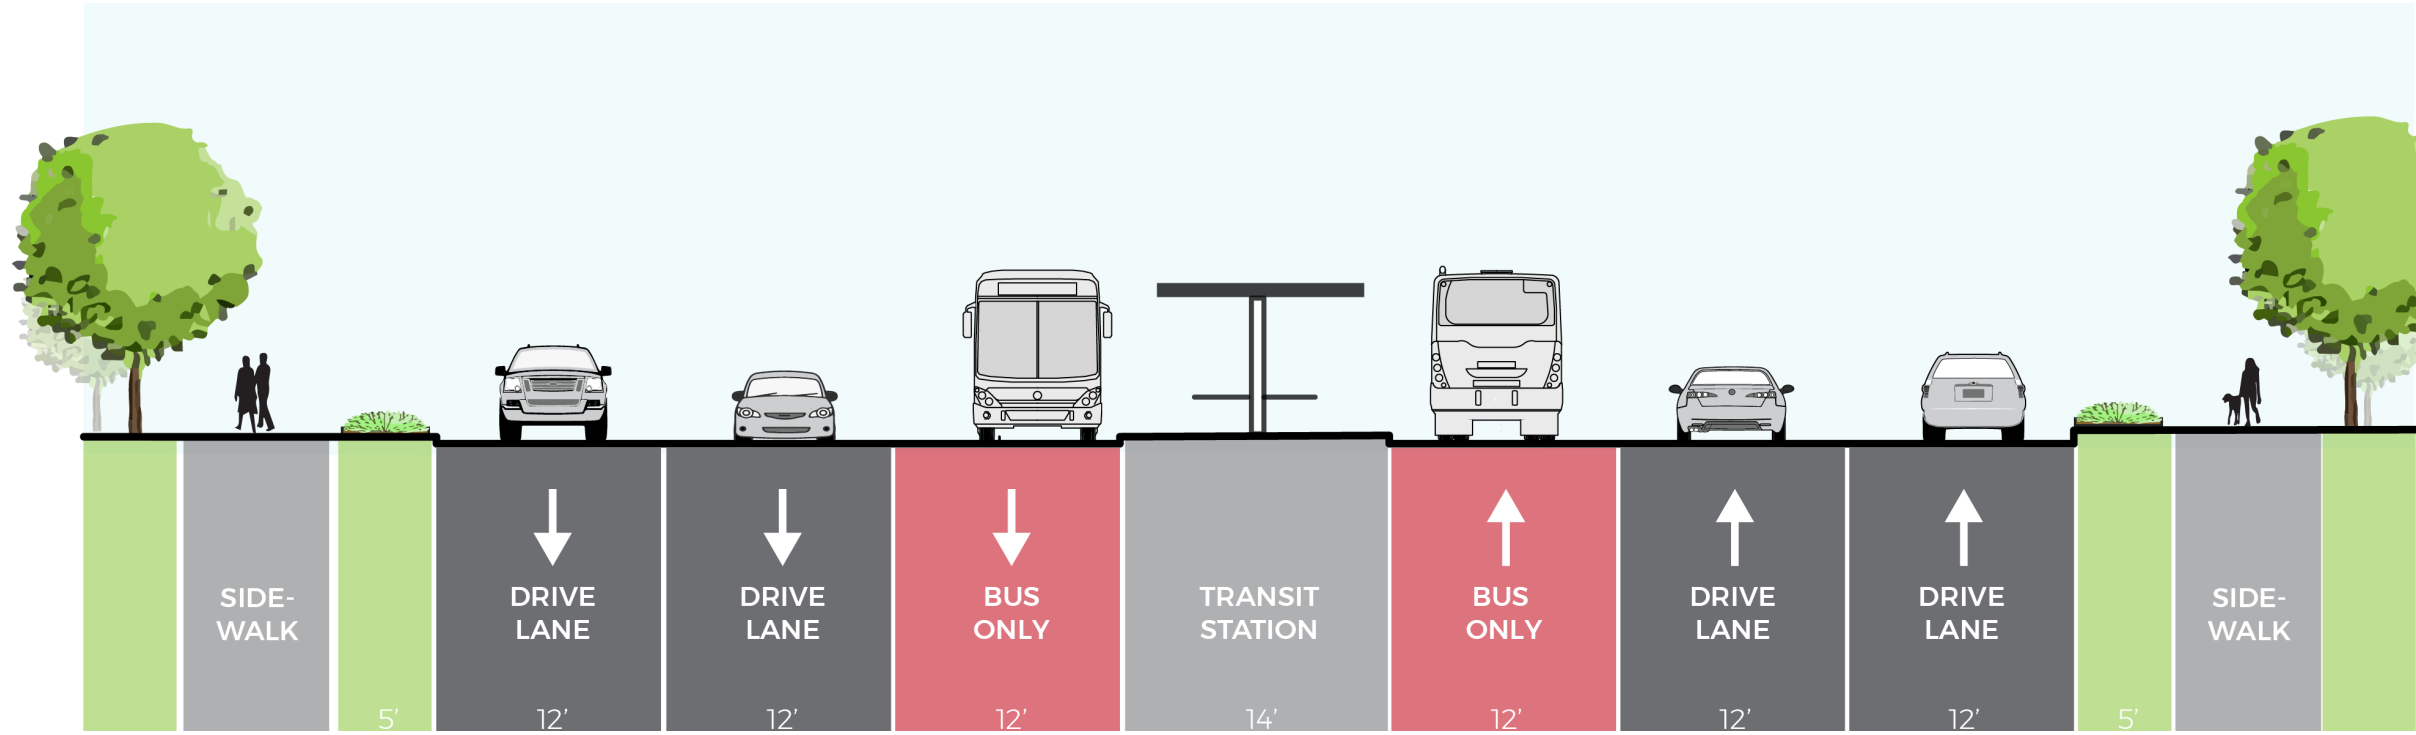 SIDE-
WALK
5’
DRIVE
LANE
12’
DRIVE
LANE
12’
BUS
ONLY
12’
TRANSIT
STATION
14’
BUS
ONLY
12’
DRIVE
LANE
12’
DRIVE
LANE
12’
5’
SIDE-
WALK